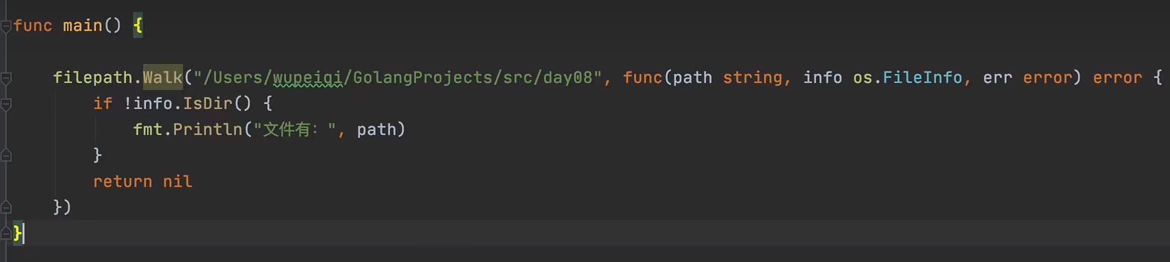 func main() {
filepath.Walk("/Users/wupeiqi/GolangProjects/src/day08", func(path string, info os.FileInfo, err error) error {
if !info.IsDir() {
fmt.Println("文件有：", path)
}
return nil
})
}